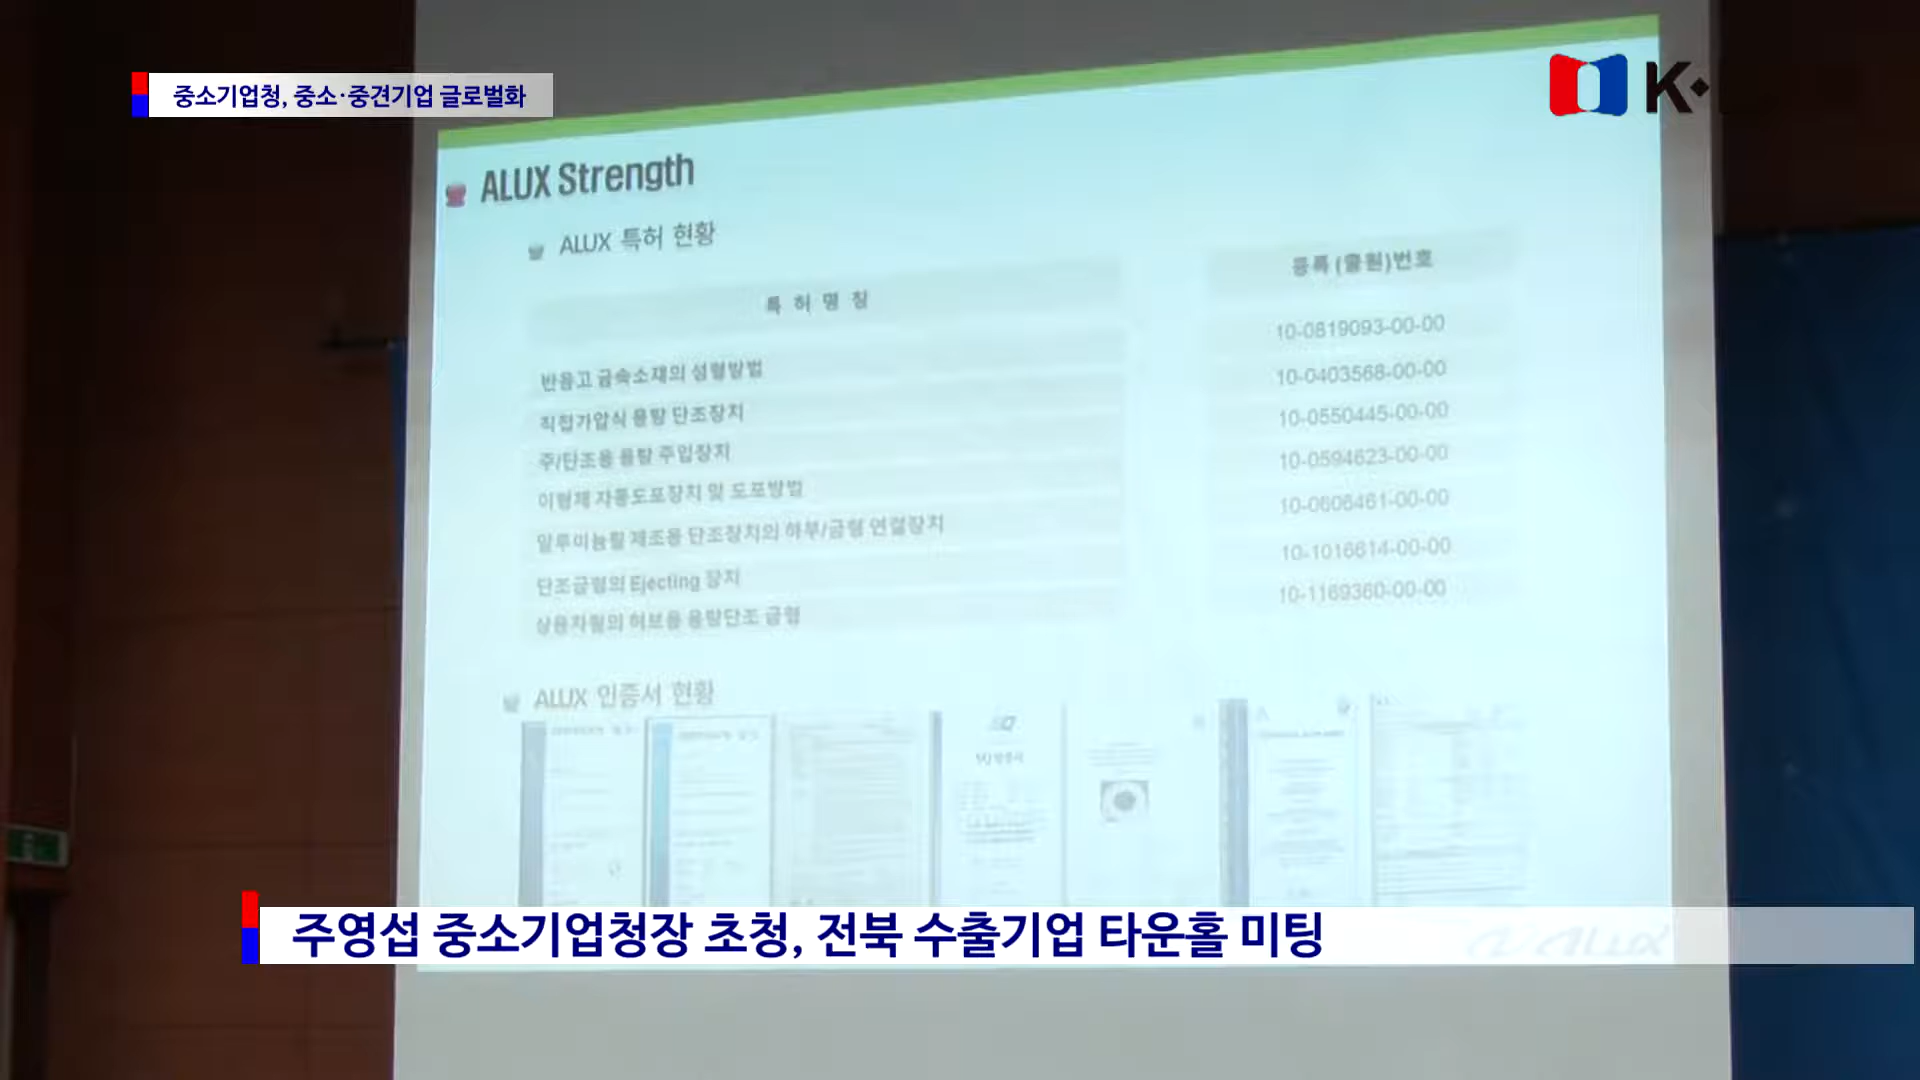 중소기업청, 중소·중견기업 글로벌화
K·
ALUX Strength
ALUX 특허 현황
특 허 명 칭
등록(출원)번호
반응고 금속소재의 성형방법
10-0819093-00-00
직접가압식 용탕 단조장치
10-0403568-00-00
주/단조용 용탕 주입장치
10-0550445-00-00
이형제 자동도포장치 및 도포방법
10-0594623-00-00
알루미늄휠 제조용 단조장치의 하부/금형 연결장치
10-0606461-00-00
단조금형의 Ejecting 장치
10-1016614-00-00
상용차휠의 허브홀 용탕단조 금형
10-1169360-00-00
ALUX 인증서 현황
주영섭 중소기업청장 초청, 전북 수출기업 타운홀 미팅
ALUX